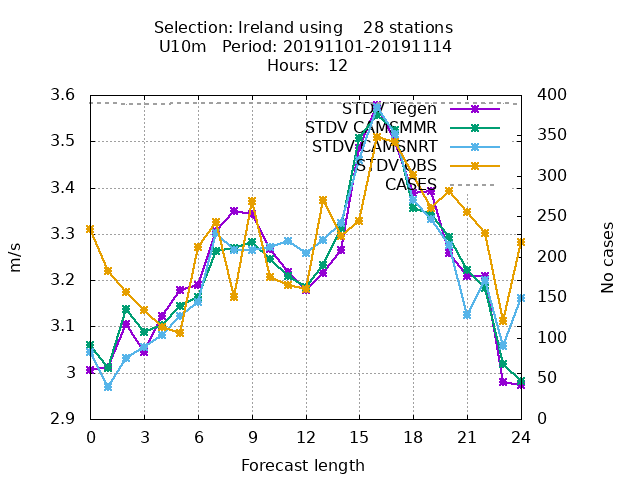 Selection: Ireland using    28 stations
U10m   Period: 20191101-20191114
Hours: 12
3.6
3.5
3.4
3.3
3.2
3.1
3
2.9
m/s
STDV Tegen
STDV CAMSMMR
STDV CAMSNRT
STDV OBS
CASES
400
350
300
250
200
150
100
50
0
No cases
0 3 6 9 12 15 18 21 24
Forecast length